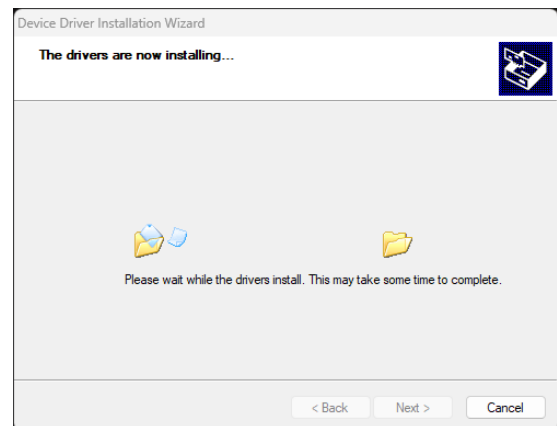 Device Driver Installation Wizard
The drivers are now installing...
Please wait while the drivers install. This may take some time to complete.
< Back
Next >
Cancel